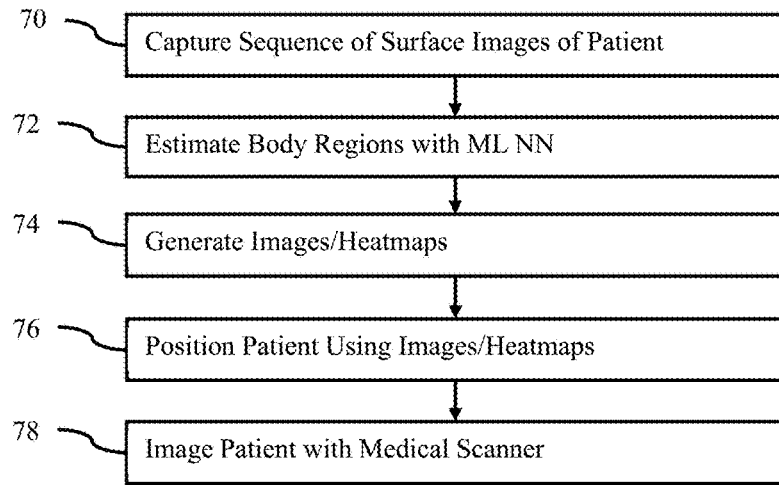 70 Capture Sequence of Surface Images of Patient
72 Estimate Body Regions with ML NN
74 Generate Images/Heatmaps
76 Position Patient Using Images/Heatmaps
78 Image Patient with Medical Scanner